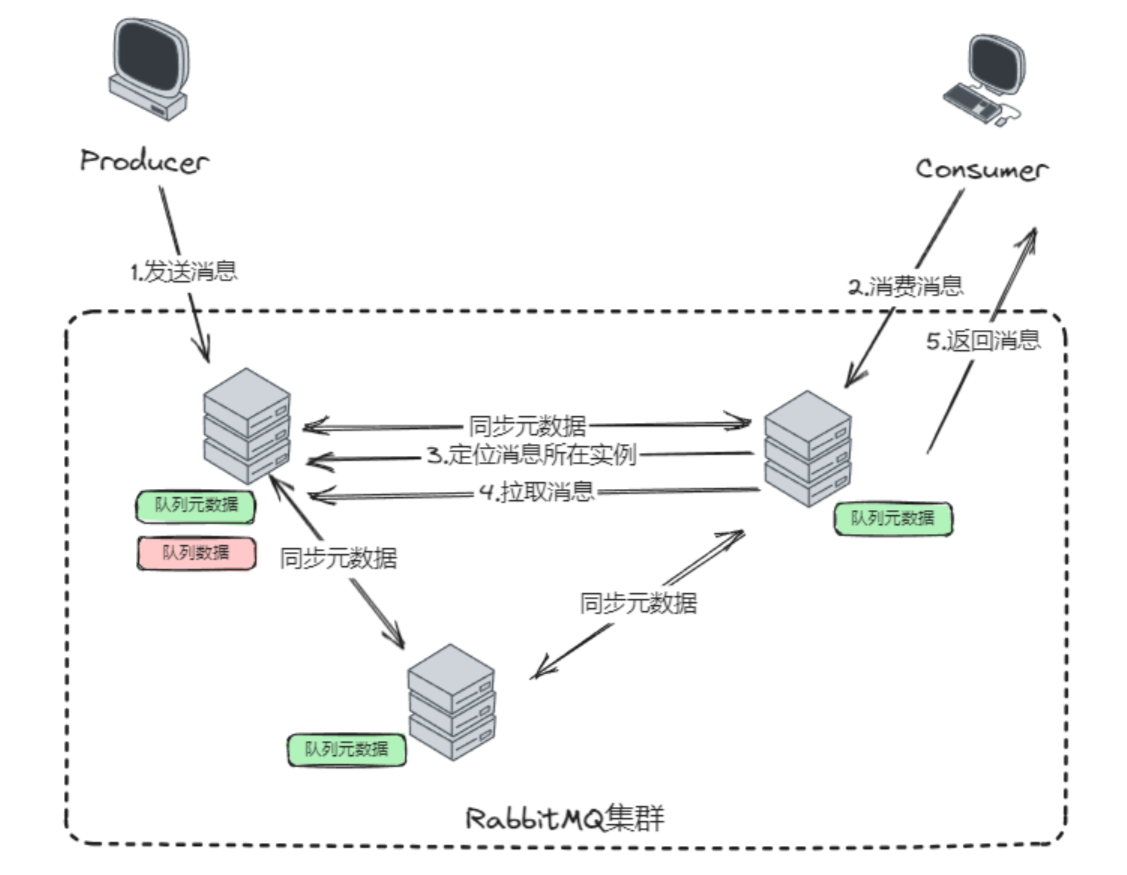 Producer
Consumer
1.发送消息
2.消费消息
5.返回消息
同步元数据
3.定位消息所在实例
4.拉取消息
队列元数据
队列数据
队列元数据
同步元数据
同步元数据
队列元数据
RabbitMQ集群